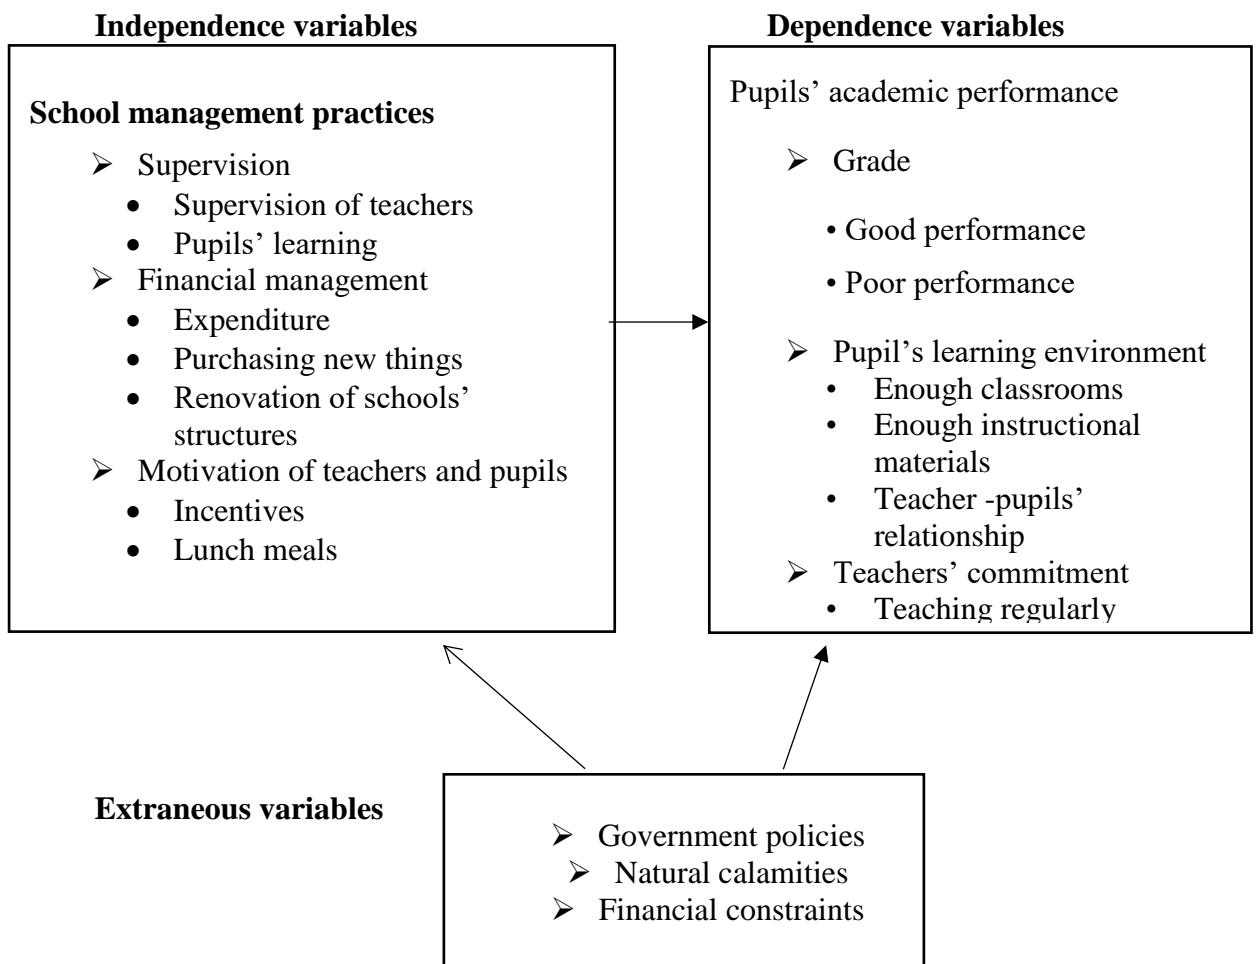 Independence variables
School management practices
➢ Supervision
• Supervision of teachers
• Pupils’ learning
➢ Financial management
• Expenditure
• Purchasing new things
• Renovation of schools’
structures
➢ Motivation of teachers and pupils
• Incentives
• Lunch meals
Dependence variables
Pupils’ academic performance
➢ Grade
• Good performance
• Poor performance
➢ Pupil’s learning environment
• Enough classrooms
• Enough instructional
materials
• Teacher -pupils’
relationship
➢ Teachers’ commitment
• Teaching regularly
Extraneous variables
➢ Government policies
➢ Natural calamities
➢ Financial constraints